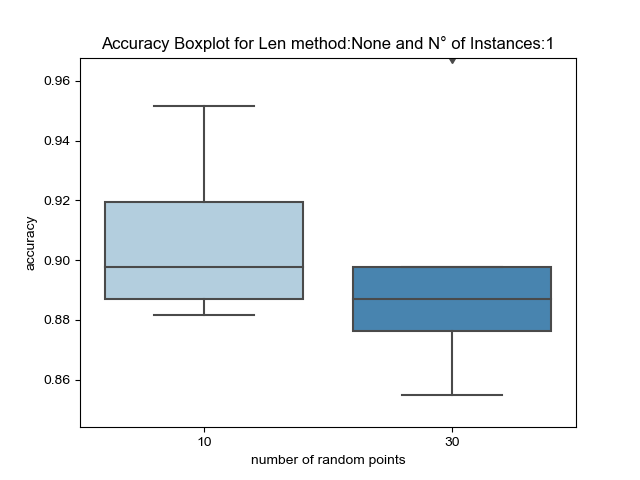 Accuracy Boxplot for Len method:None and N° of Instances:1
0.96
0.94
0.92
0.90
0.88
0.86
accuracy
10
30
number of random points